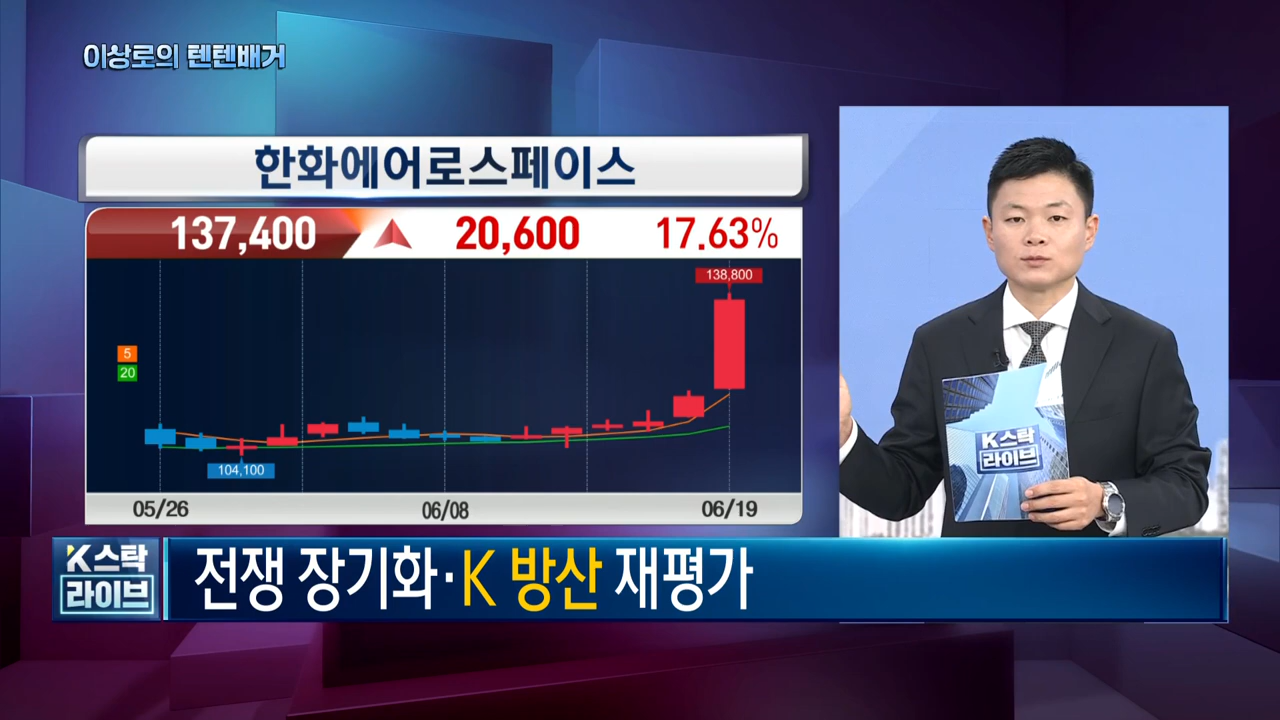 이상로의 텐텐배거
한화에어로스페이스
137,400 20,600 17.63%
138,800
5
20
104,100
05/26 06/08 06/19
K스탁
라이브
K스탁
라이브
전쟁 장기화·K 방산 재평가